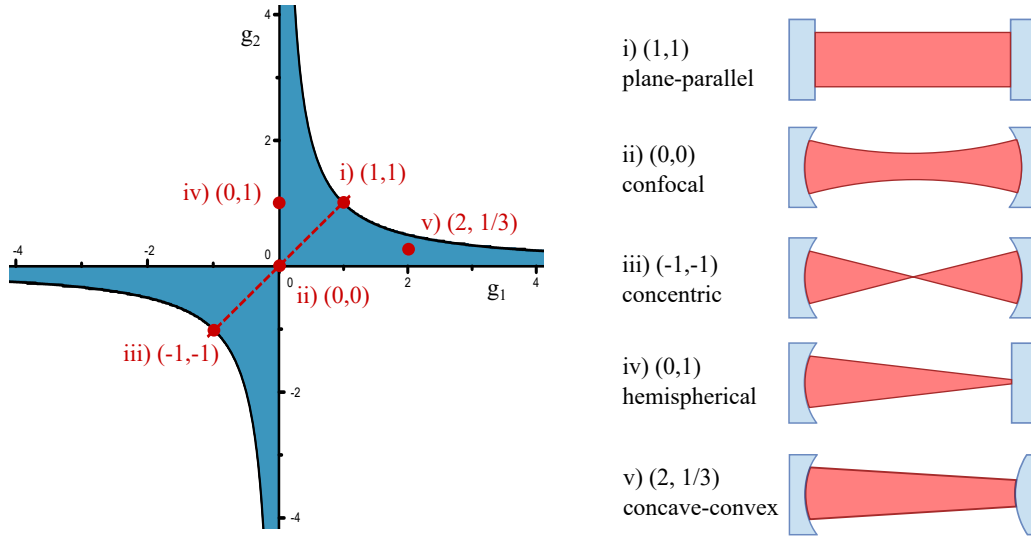 4
g2
2
i) (1,1)
iv) (0,1)
v) (2, 1/3)
-4
-2
0
0
2
4
g1
ii) (0,0)
iii) (-1,-1)
-2
-4
i) (1,1)
plane-parallel
ii) (0,0)
confocal
iii) (-1,-1)
concentric
iv) (0,1)
hemispherical
v) (2, 1/3)
concave-convex